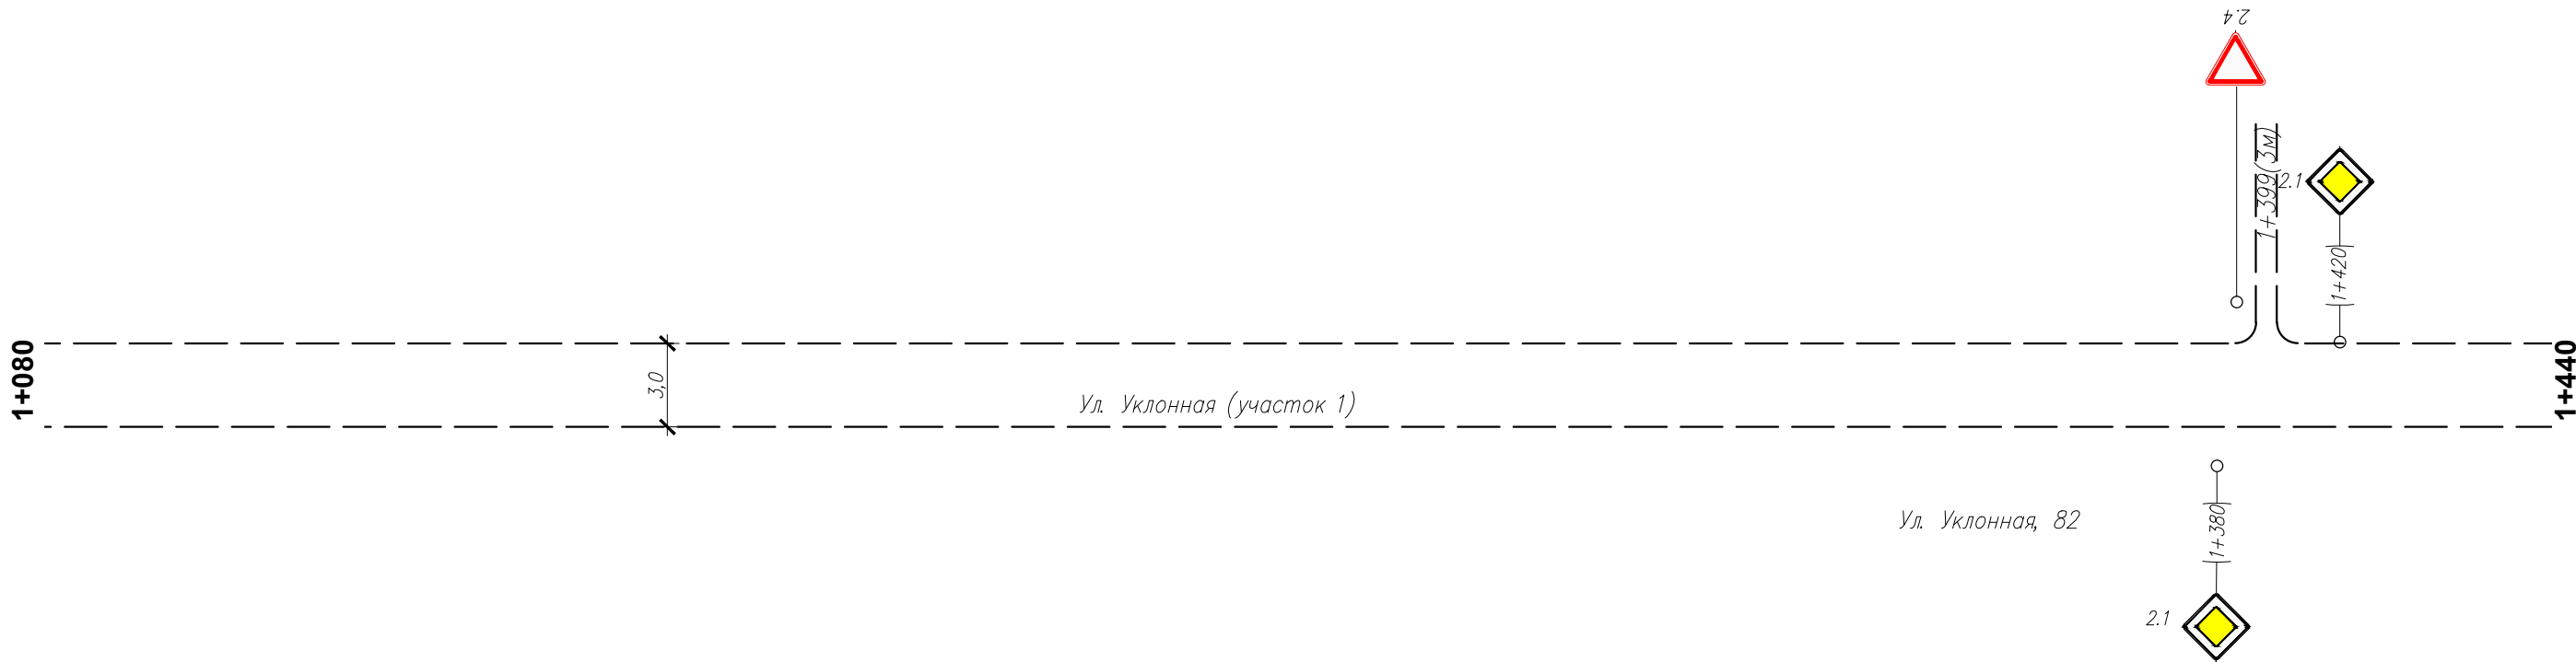 2.4
1+399(3м)
2.1
1+420
1+080
3,0
Ул. Уклонная (участок 1)
1+440
Ул. Уклонная, 82
1+380
2.1